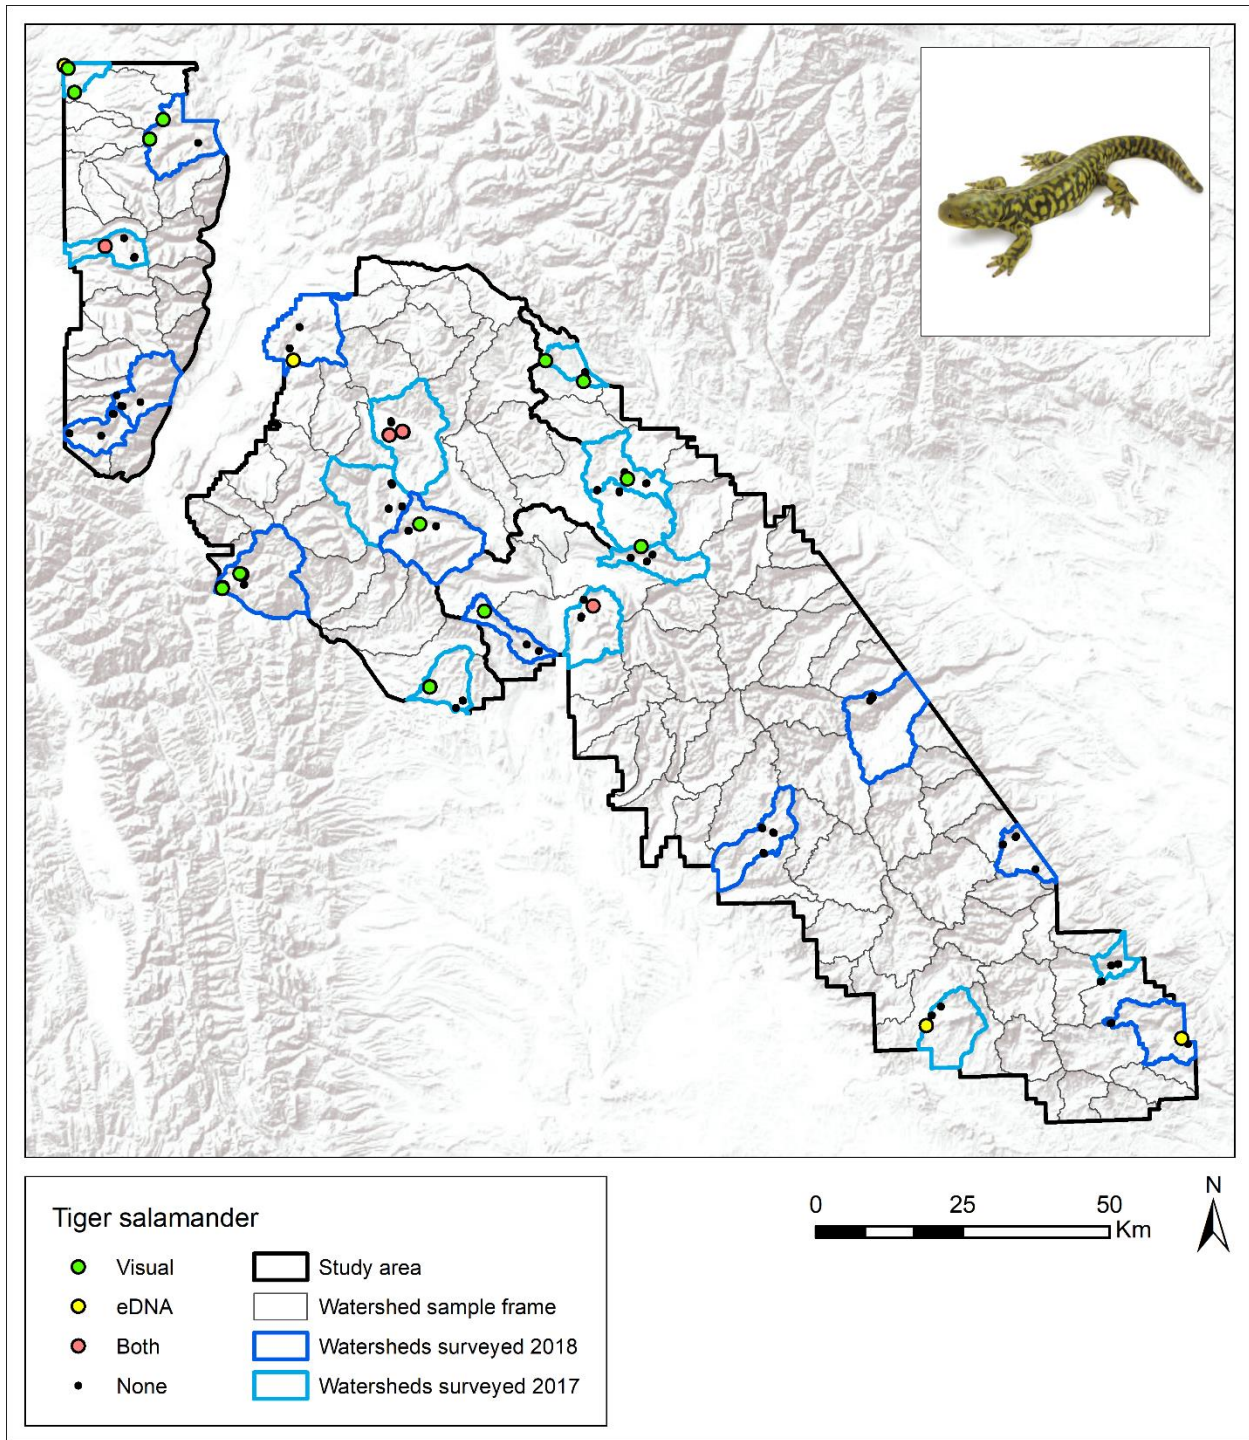 Tiger salamander
Visual
eDNA
Both
None
Study area
Watershed sample frame
Watersheds surveyed 2018
Watersheds surveyed 2017
0 25 50
Km
N